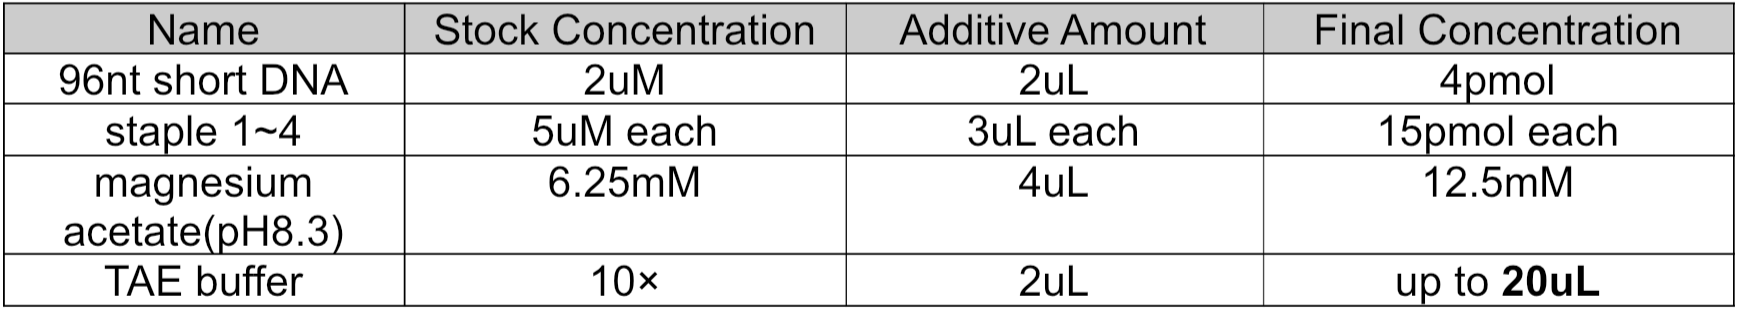 Name Stock Concentration Additive Amount Final Concentration
96nt short DNA 2uM 2uL 4pmol
staple 1~4 5uM each 3uL each 15pmol each
magnesium 6.25mM 4uL 12.5mM
acetate(pH8.3)
TAE buffer 10× 2uL up to 20uL